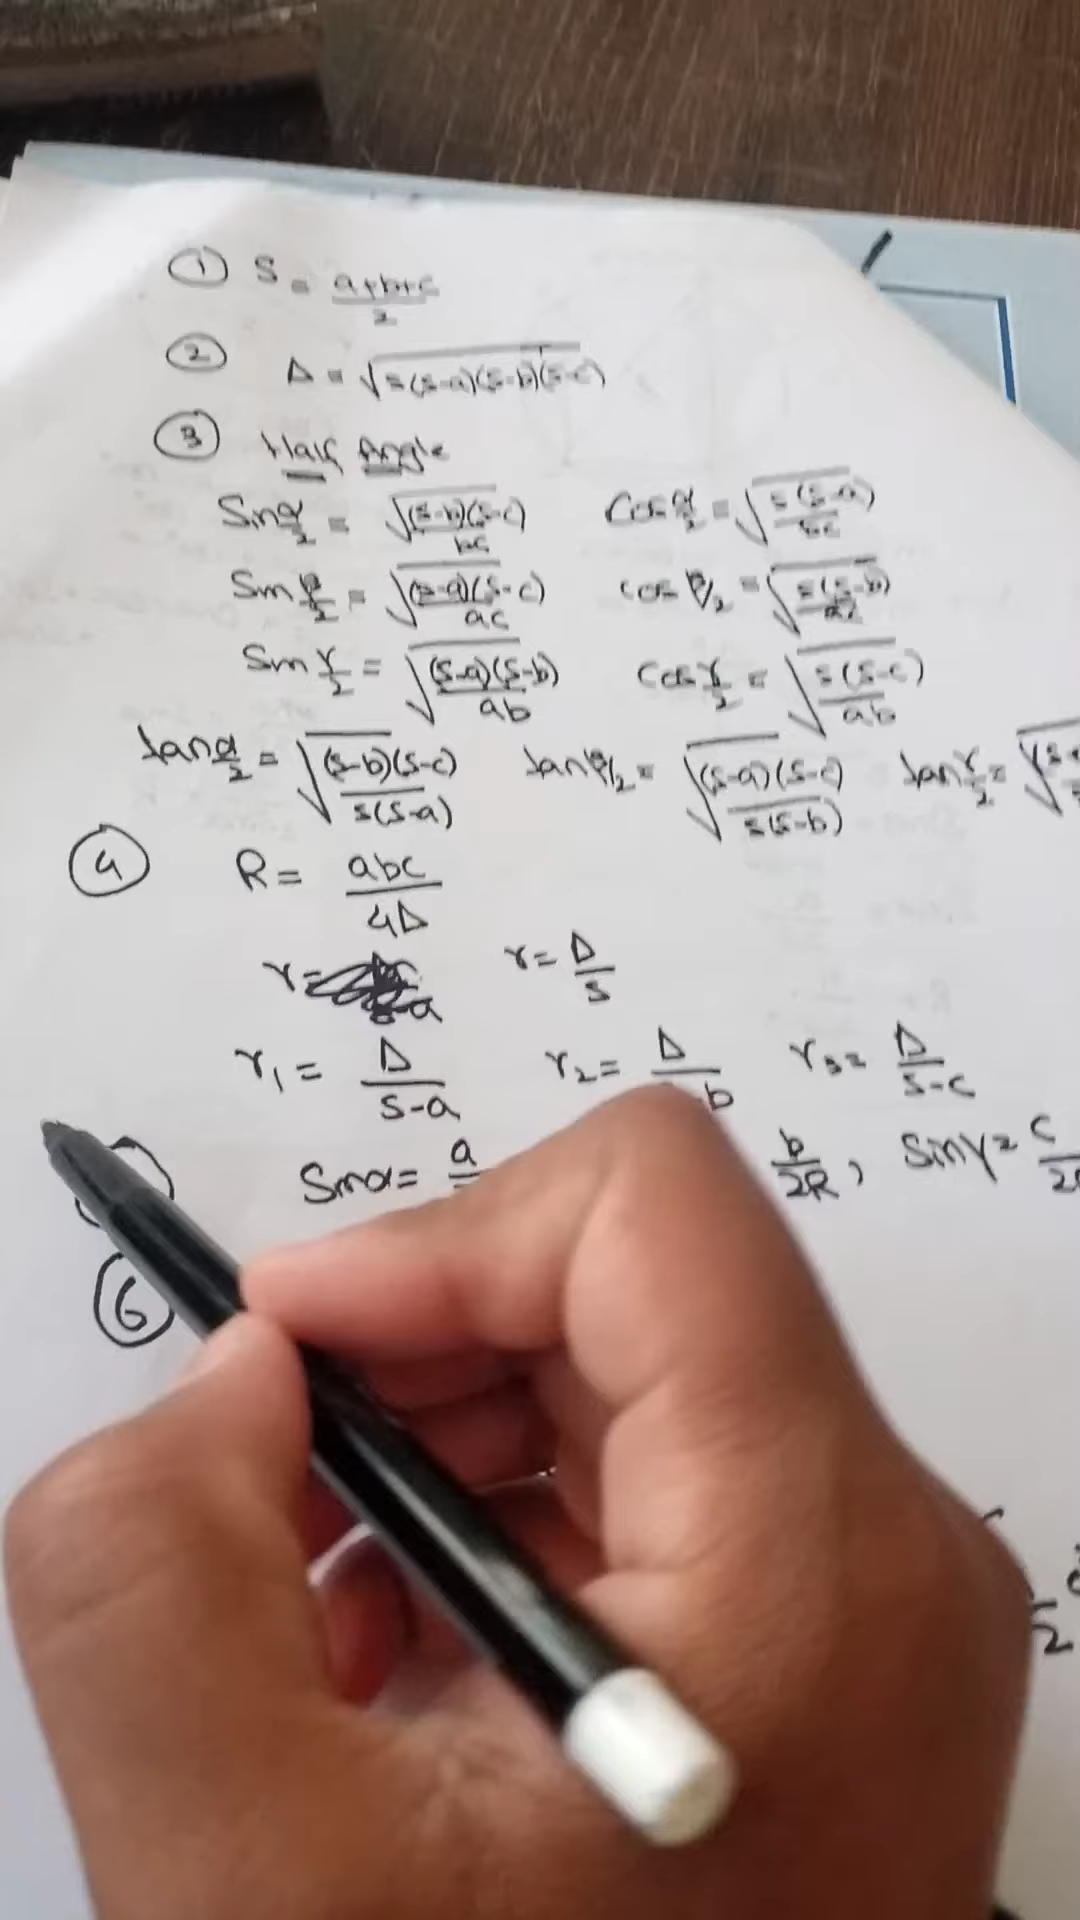 ① S = a+b+c/2
② Δ = √s(s-a)(s-b)(s-c)
③ Half Angle
Sin α/2 = √(s-b)(s-c)/bc Cos α/2 = √s(s-a)/bc
Sin β/2 = √(s-a)(s-c)/ac cos β/2 = √s(s-b)/ac
Sin γ/2 = √(s-a)(s-b)/ab Cos γ/2 = √s(s-c)/ab
tan α/2 = √(s-b)(s-c)/s(s-a) tan β/2 = √(s-a)(s-c)/s(s-b) tan γ/2 = √
④ R = abc/4Δ
r = r = Δ/s
r₁ = Δ/s-a r₂ = Δ/-b r₃ = Δ/s-c
Sin α = a b/2R, Sin γ = c/2R
⑥